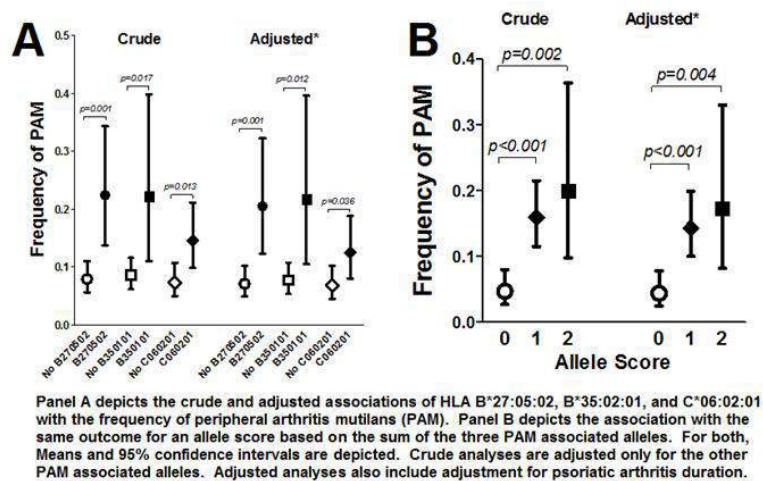 A
B
Crude
Adjusted*
Crude
Adjusted*
0.5
0.4
0.3
0.2
0.1
0.0
Frequency of PAM
p=0.001
p=0.017
p=0.013
p=0.001
p=0.012
p=0.036
No B270502
B270502
No B350101
B350101
No C060201
C060201
No B270502
B270502
No B350101
B350101
No C060201
C060201
0.4
0.3
0.2
0.1
0.0
Frequency of PAM
p=0.002
p<0.001
p=0.004
p<0.001
0 1 2 0 1 2
Allele Score
Panel A depicts the crude and adjusted associations of HLA B*27:05:02, B*35:02:01, and C*06:02:01
with the frequency of peripheral arthritis mutilans (PAM). Panel B depicts the association with the
same outcome for an allele score based on the sum of the three PAM associated alleles. For both,
Means and 95% confidence intervals are depicted. Crude analyses are adjusted only for the other
PAM associated alleles. Adjusted analyses also include adjustment for psoriatic arthritis duration.